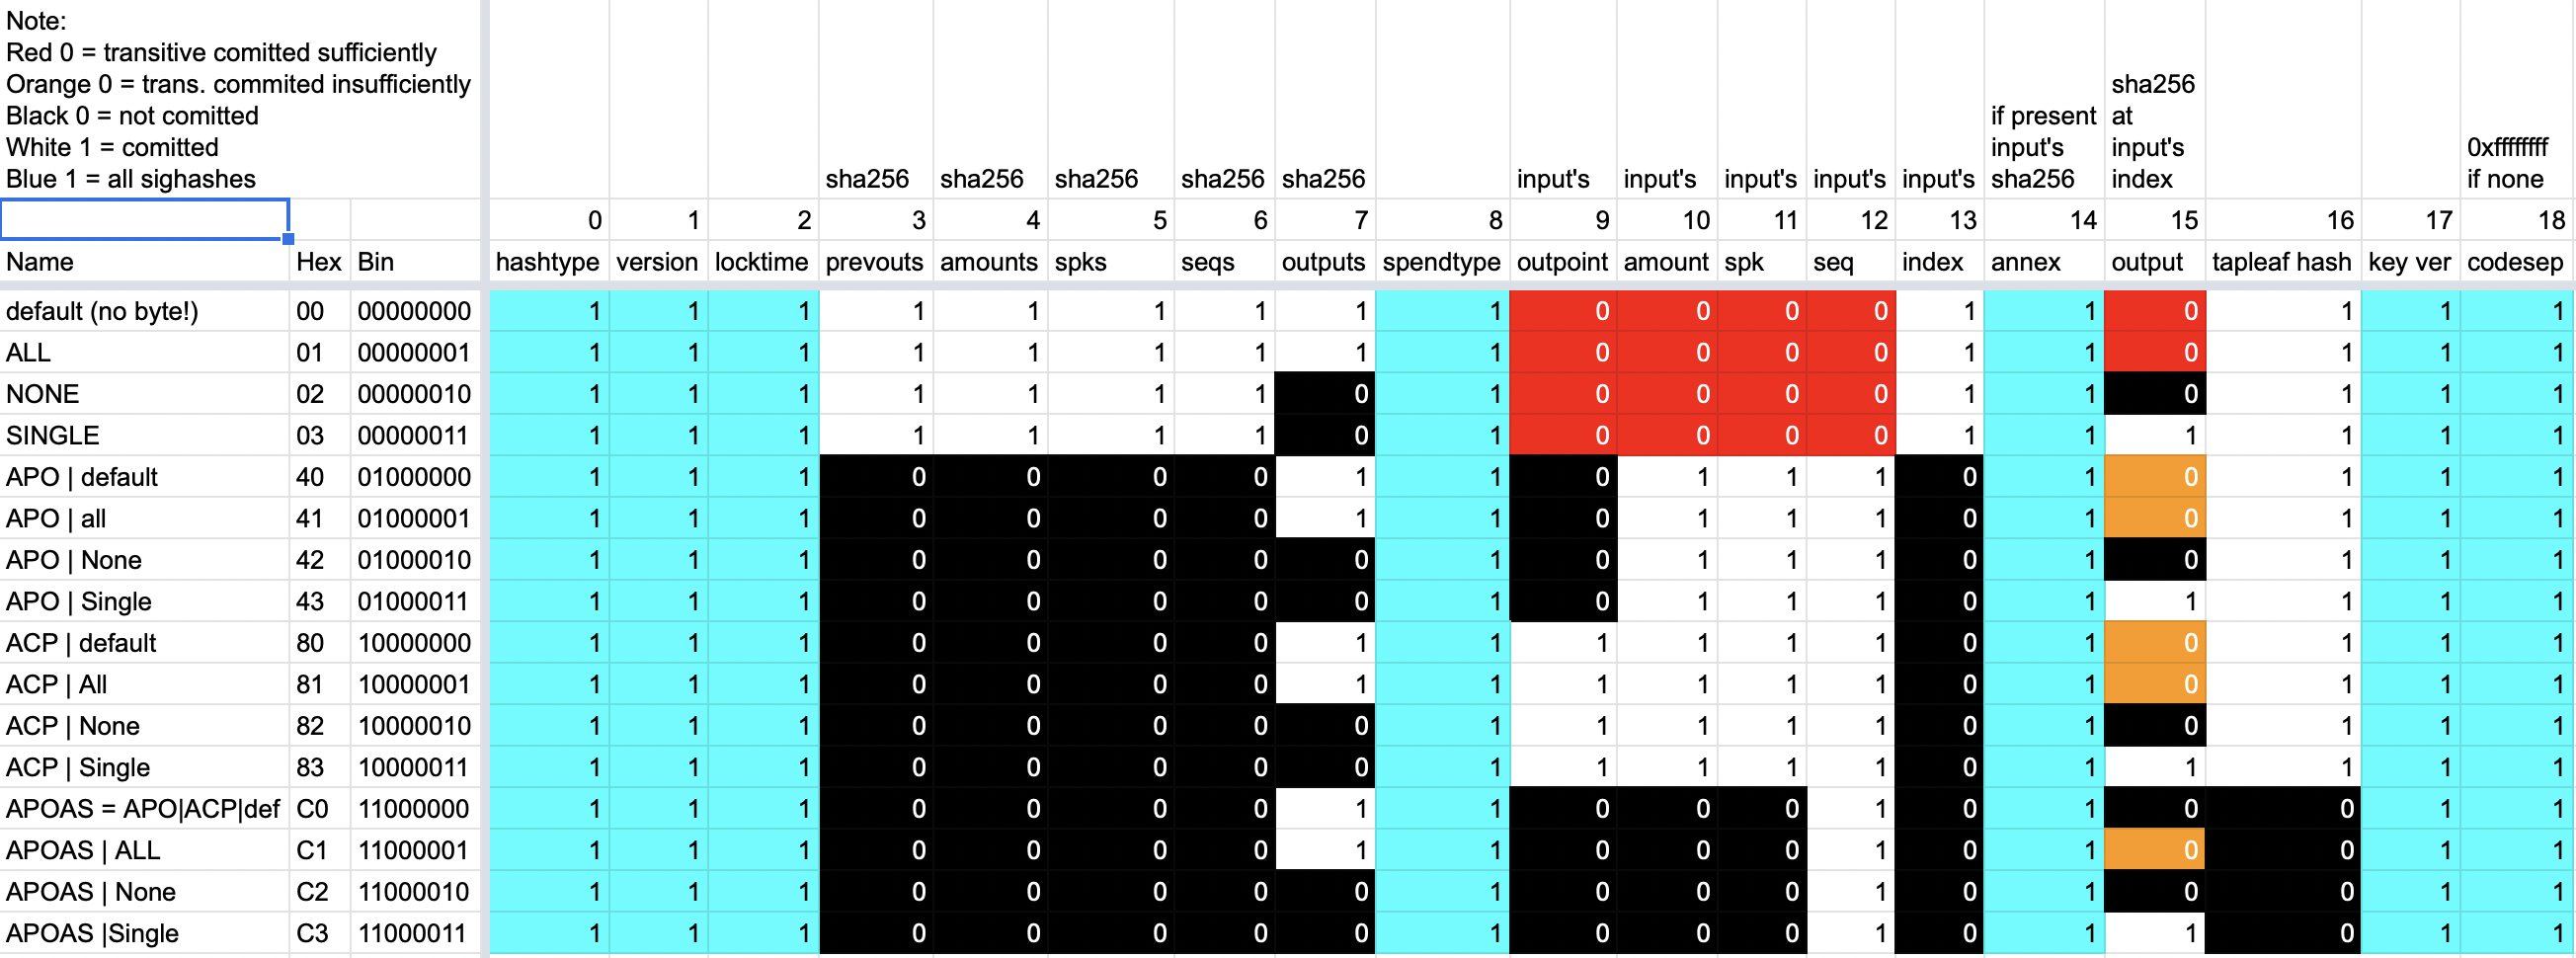 Note:
Red 0 = transitive comitted sufficiently
Orange 0 = trans. commited insufficiently
Black 0 = not comitted
White 1 = comitted
Blue 1 = all sighashes
sha256 sha256 sha256 sha256 sha256 input's input's input's input's input's if present input's sha256 sha256 at input's index 0xffffffff if none
0 1 2 3 4 5 6 7 8 9 10 11 12 13 14 15 16 17 18
Name Hex Bin hashtype version locktime prevouts amounts spks seqs outputs spendtype outpoint amount spk seq index annex output tapleaf hash key ver codesep
default (no byte!) 00 00000000 1 1 1 1 1 1 1 1 1 0 0 0 0 1 1 0 1 1 1
ALL 01 00000001 1 1 1 1 1 1 1 1 1 0 0 0 0 1 1 0 1 1 1
NONE 02 00000010 1 1 1 1 1 1 1 0 1 0 0 0 0 1 1 0 1 1 1
SINGLE 03 00000011 1 1 1 1 1 1 1 0 1 0 0 0 0 1 1 1 1 1 1
APO | default 40 01000000 1 1 1 0 0 0 0 1 1 0 1 1 1 0 1 0 1 1 1
APO | all 41 01000001 1 1 1 0 0 0 0 1 1 0 1 1 1 0 1 0 1 1 1
APO | None 42 01000010 1 1 1 0 0 0 0 0 1 0 1 1 1 0 1 0 1 1 1
APO | Single 43 01000011 1 1 1 0 0 0 0 0 1 0 1 1 1 0 1 1 1 1 1
ACP | default 80 10000000 1 1 1 0 0 0 0 1 1 1 1 1 1 0 1 0 1 1 1
ACP | All 81 10000001 1 1 1 0 0 0 0 1 1 1 1 1 1 0 1 0 1 1 1
ACP | None 82 10000010 1 1 1 0 0 0 0 0 1 1 1 1 1 0 1 0 1 1 1
ACP | Single 83 10000011 1 1 1 0 0 0 0 0 1 1 1 1 1 0 1 1 1 1 1
APOAS = APO|ACP|def C0 11000000 1 1 1 0 0 0 0 1 1 0 0 0 1 0 1 0 0 1 1
APOAS | ALL C1 11000001 1 1 1 0 0 0 0 1 1 0 0 0 1 0 1 0 0 1 1
APOAS | None C2 11000010 1 1 1 0 0 0 0 0 1 0 0 0 1 0 1 0 0 1 1
APOAS |Single C3 11000011 1 1 1 0 0 0 0 0 1 0 0 0 1 0 1 1 0 1 1